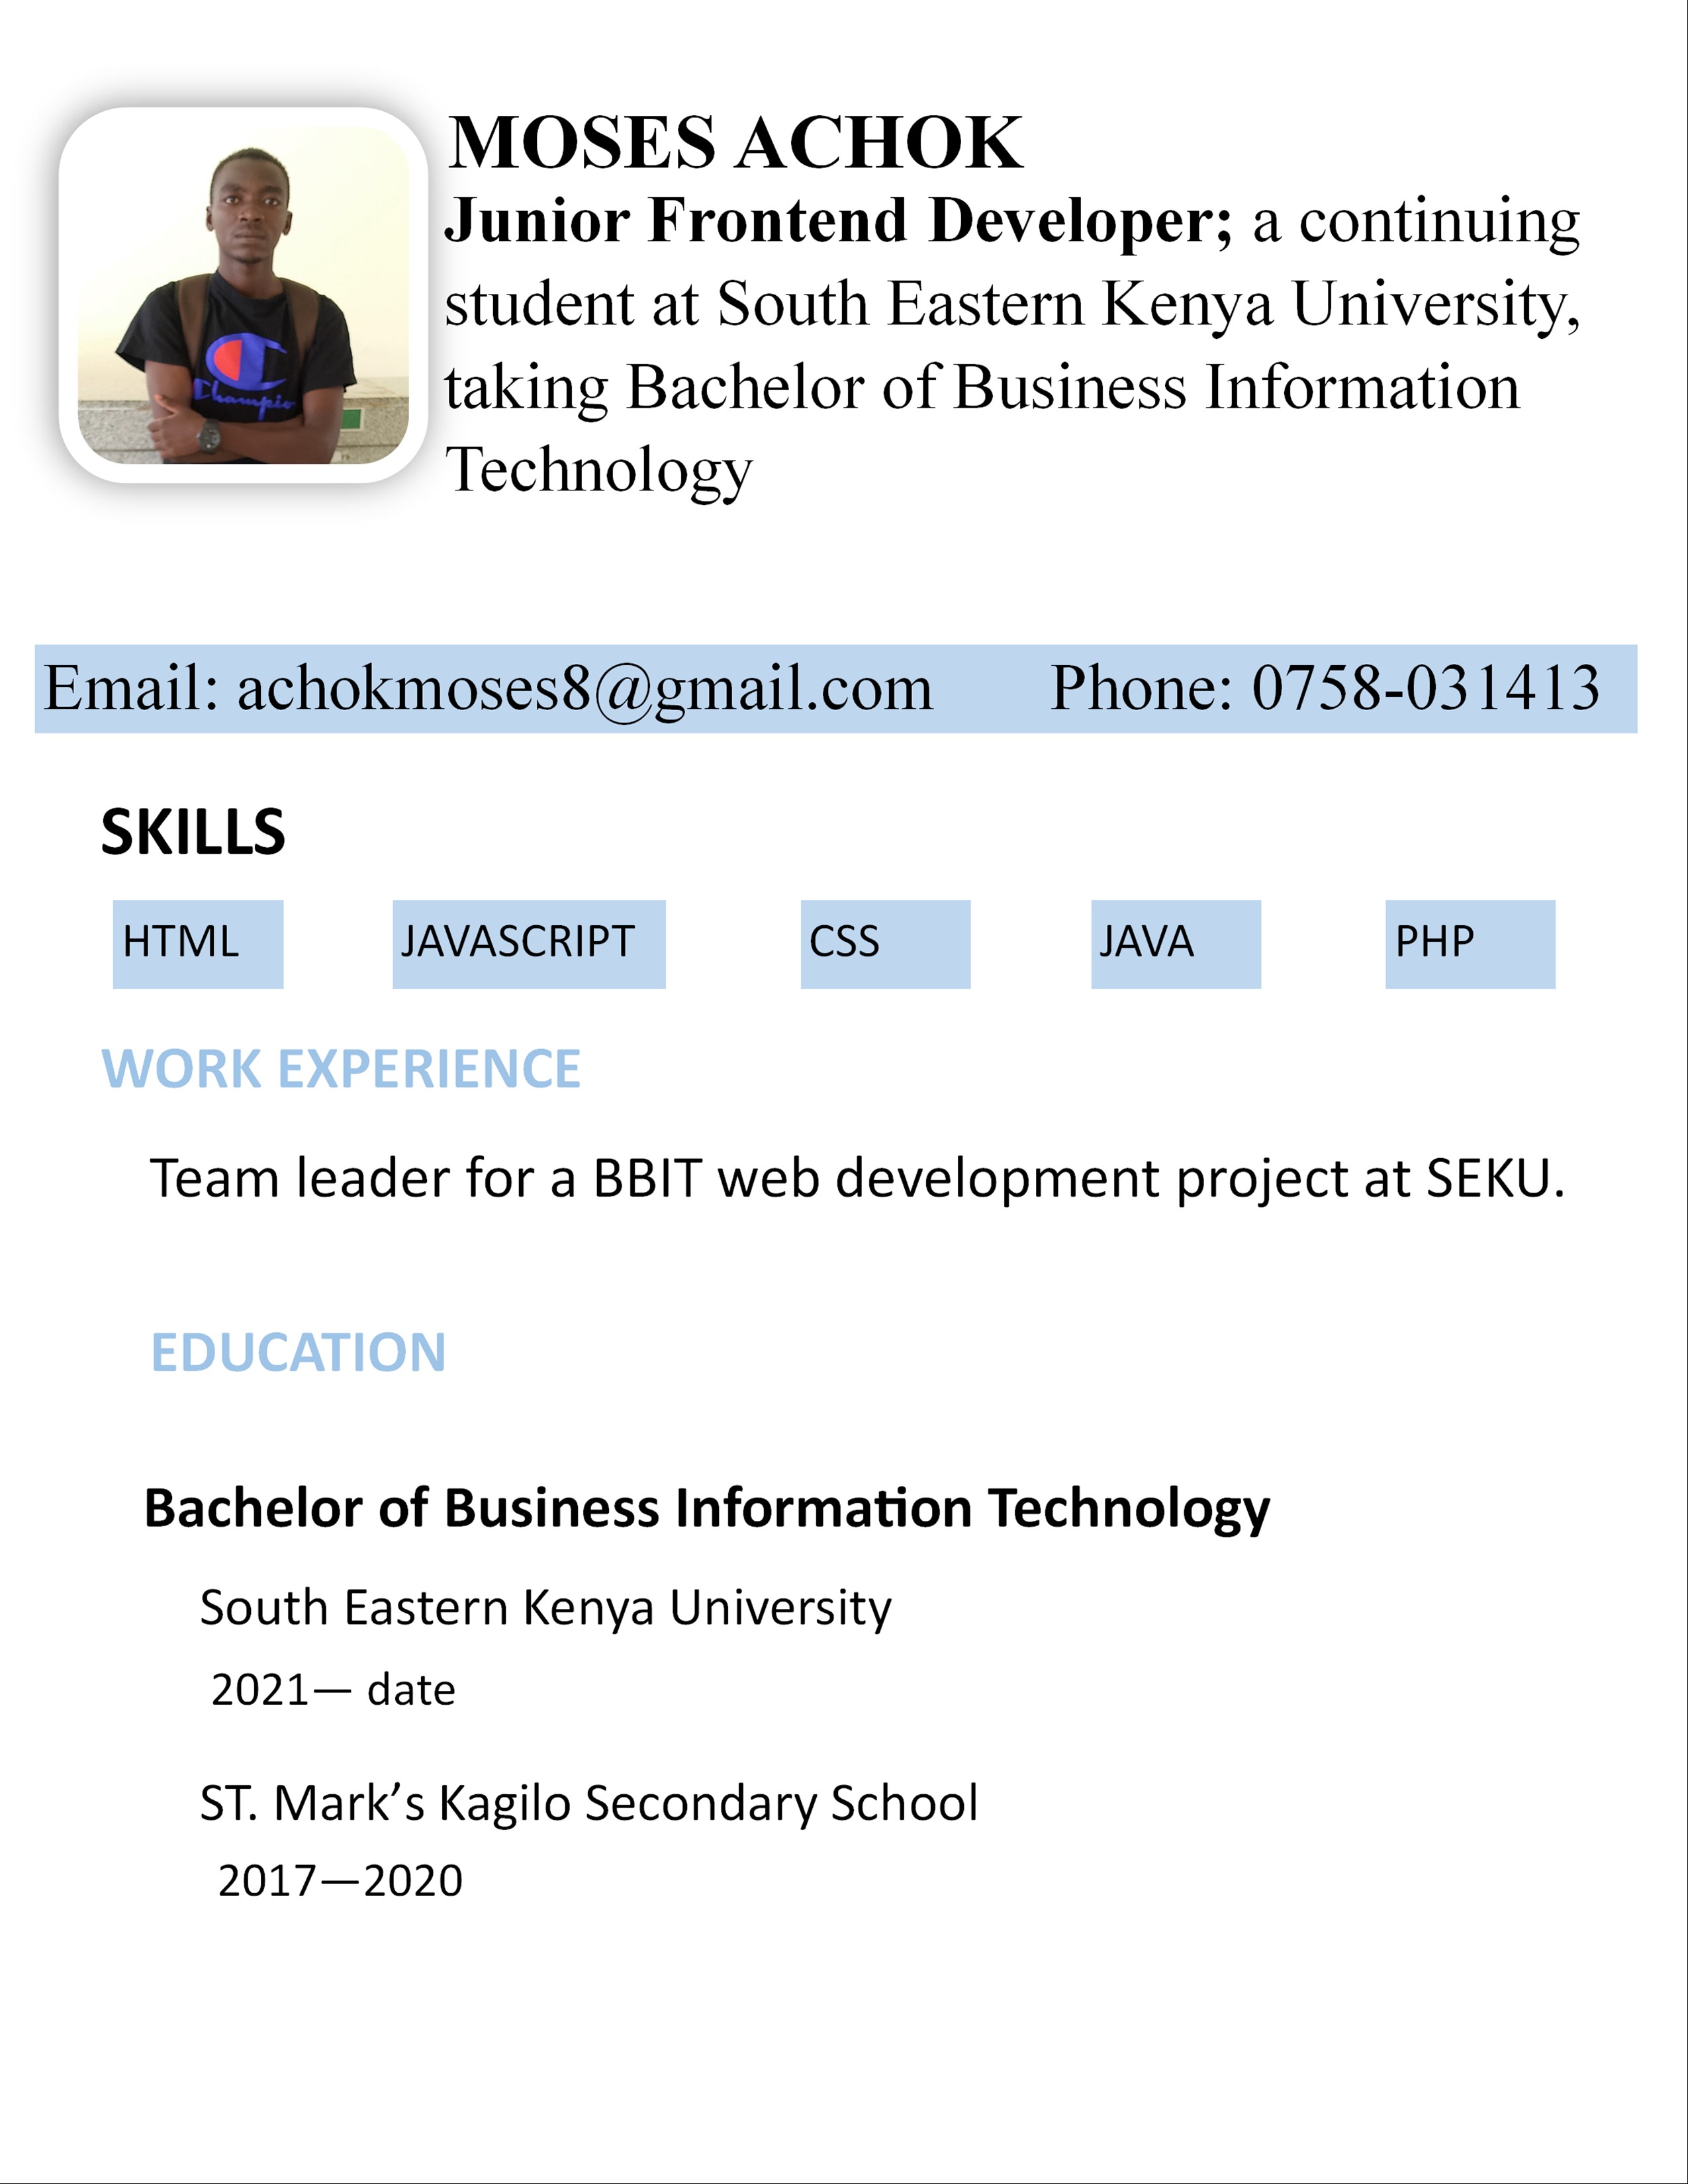 MOSES ACHOK
Junior Frontend Developer; a continuing
student at South Eastern Kenya University,
taking Bachelor of Business Information
Technology
Champio
Email: achokmoses8@gmail.com Phone: 0758-031413
SKILLS
HTML JAVASCRIPT CSS JAVA PHP
WORK EXPERIENCE
Team leader for a BBIT web development project at SEKU.
EDUCATION
Bachelor of Business Information Technology
South Eastern Kenya University
2021— date
ST. Mark’s Kagilo Secondary School
2017—2020